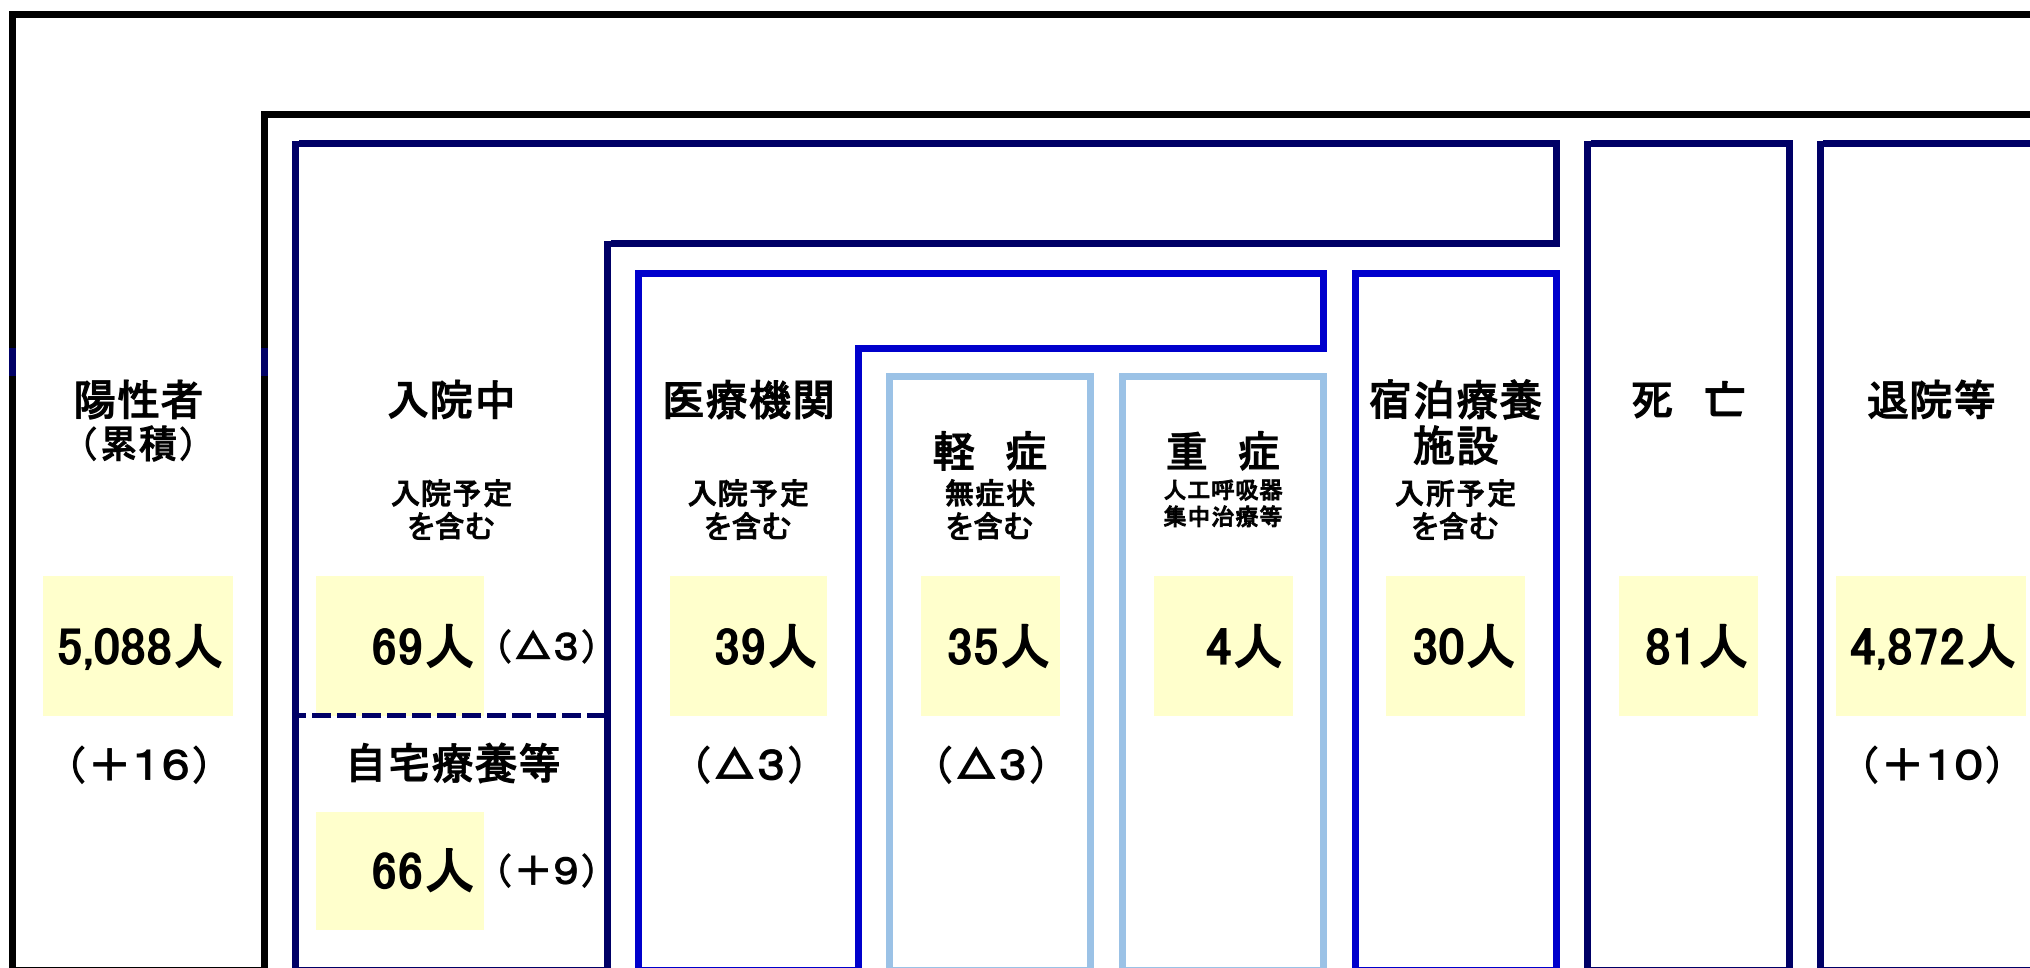 陽性者
（累積）
5,088人
（＋16）
入院中
入院予定
を含む
69人（△3）
自宅療養等
66人（＋9）
医療機関
入院予定
を含む
39人
（△3）
軽　症
無症状
を含む
35人
（△3）
重　症
人工呼吸器
集中治療等
4人
宿泊療養
施設
入所予定
を含む
30人
死　亡
81人
退院等
4,872人
（＋10）